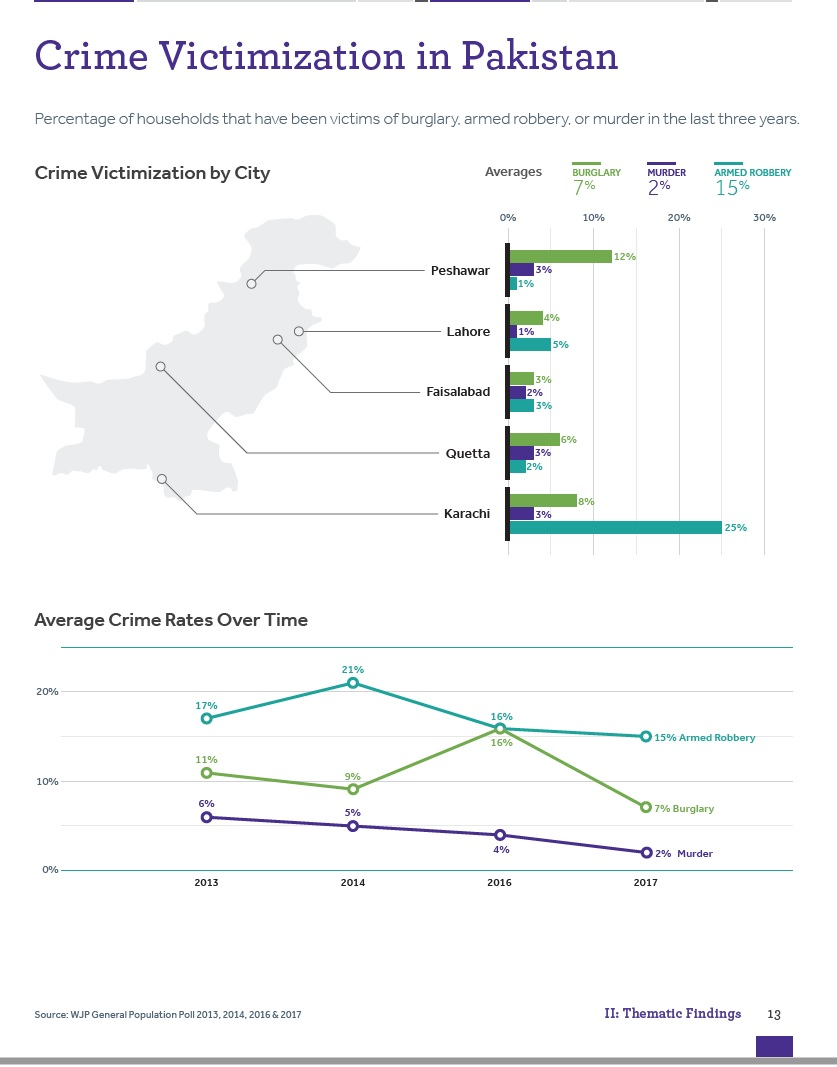 Crime Victimization in Pakistan
Percentage of households that have been victims of burglary, armed robbery, or murder in the last three years.
Crime Victimization by City
Averages
BURGLARY
7%
MURDER
2%
ARMED ROBBERY
15%
0% 10% 20% 30%
Peshawar
12%
3%
1%
Lahore
4%
1%
5%
Faisalabad
3%
2%
3%
Quetta
6%
3%
2%
Karachi
8%
3%
25%
Average Crime Rates Over Time
20%
10%
0%
17%
21%
16%
15% Armed Robbery
11%
9%
16%
7% Burglary
6%
5%
4%
2% Murder
2013 2014 2016 2017
Source: WJP General Population Poll 2013, 2014, 2016 & 2017
II: Thematic Findings 13